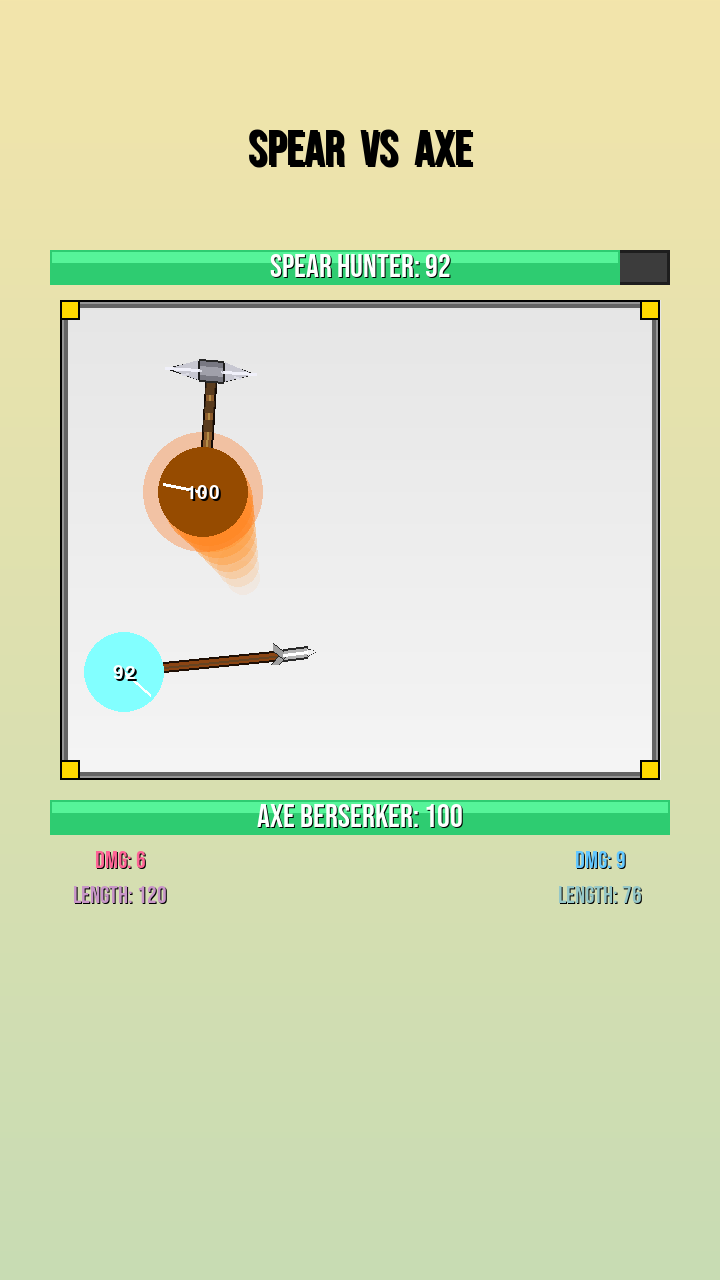 SPEAR VS AXE
SPEAR HUNTER: 92
100
92
AXE BERSERKER: 100
DMG: 6
DMG: 9
LENGTH: 120
LENGTH: 76